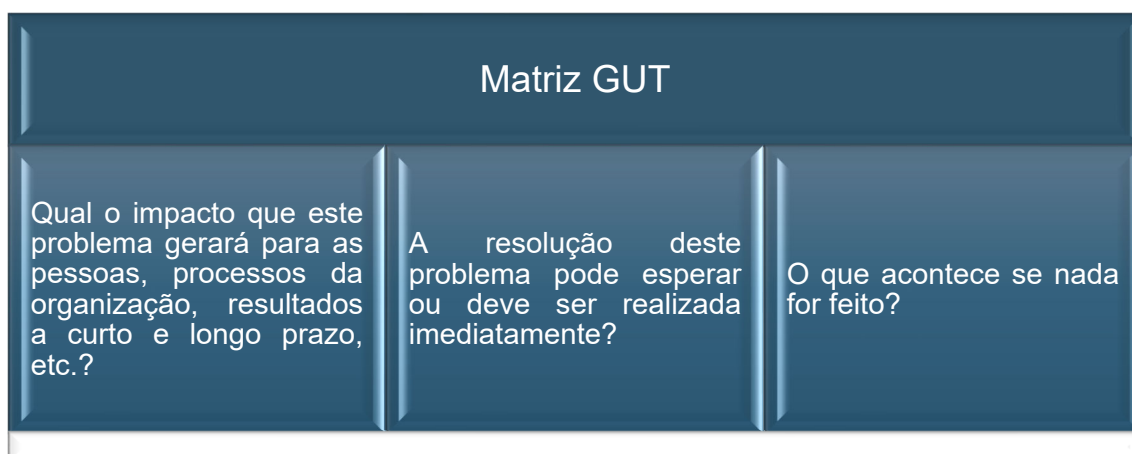 Matriz GUT
Qual o impacto que este
problema gerará para as
pessoas, processos da
organização, resultados
a curto e longo prazo,
etc.?
A resolução deste
problema pode esperar
ou deve ser realizada
imediatamente?
O que acontece se nada
for feito?